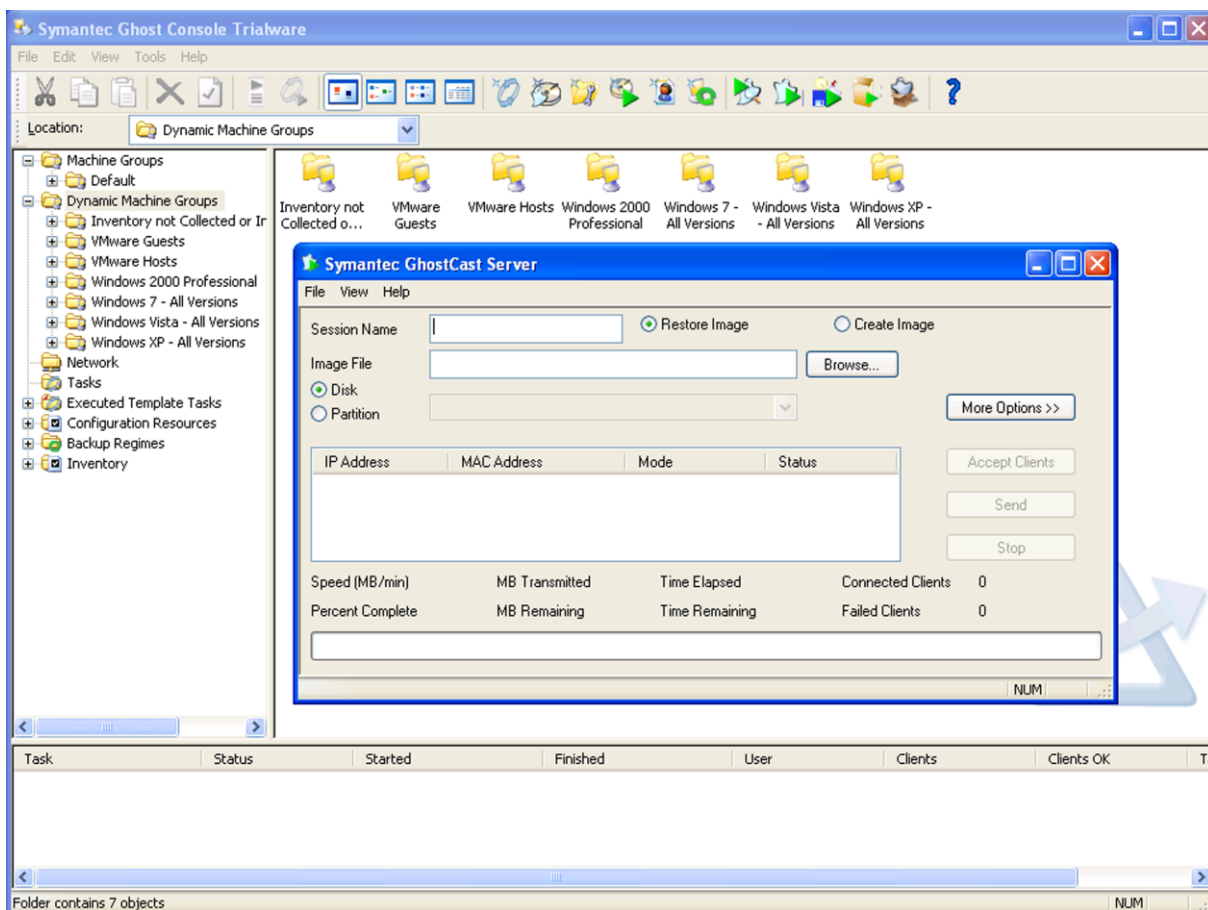 Symantec Ghost Console Trialware
File Edit View Tools Help
Location: Dynamic Machine Groups
Machine Groups
Default
Dynamic Machine Groups
Inventory not Collected or Ir
VMware Guests
VMware Hosts
Windows 2000 Professional
Windows 7 - All Versions
Windows Vista - All Versions
Windows XP - All Versions
Network
Tasks
Executed Template Tasks
Configuration Resources
Backup Regimes
Inventory
Inventory not Collected o...
VMware Guests
VMware Hosts
Windows 2000 Professional
Windows 7 - All Versions
Windows Vista - All Versions
Windows XP - All Versions
Symantec GhostCast Server
File View Help
Session Name Restore Image Create Image
Image File Browse...
Disk
Partition More Options >>
IP Address MAC Address Mode Status
Accept Clients
Send
Stop
Speed (MB/min) MB Transmitted Time Elapsed Connected Clients 0
Percent Complete MB Remaining Time Remaining Failed Clients 0
NUM
Task Status Started Finished User Clients Clients OK T
Folder contains 7 objects NUM